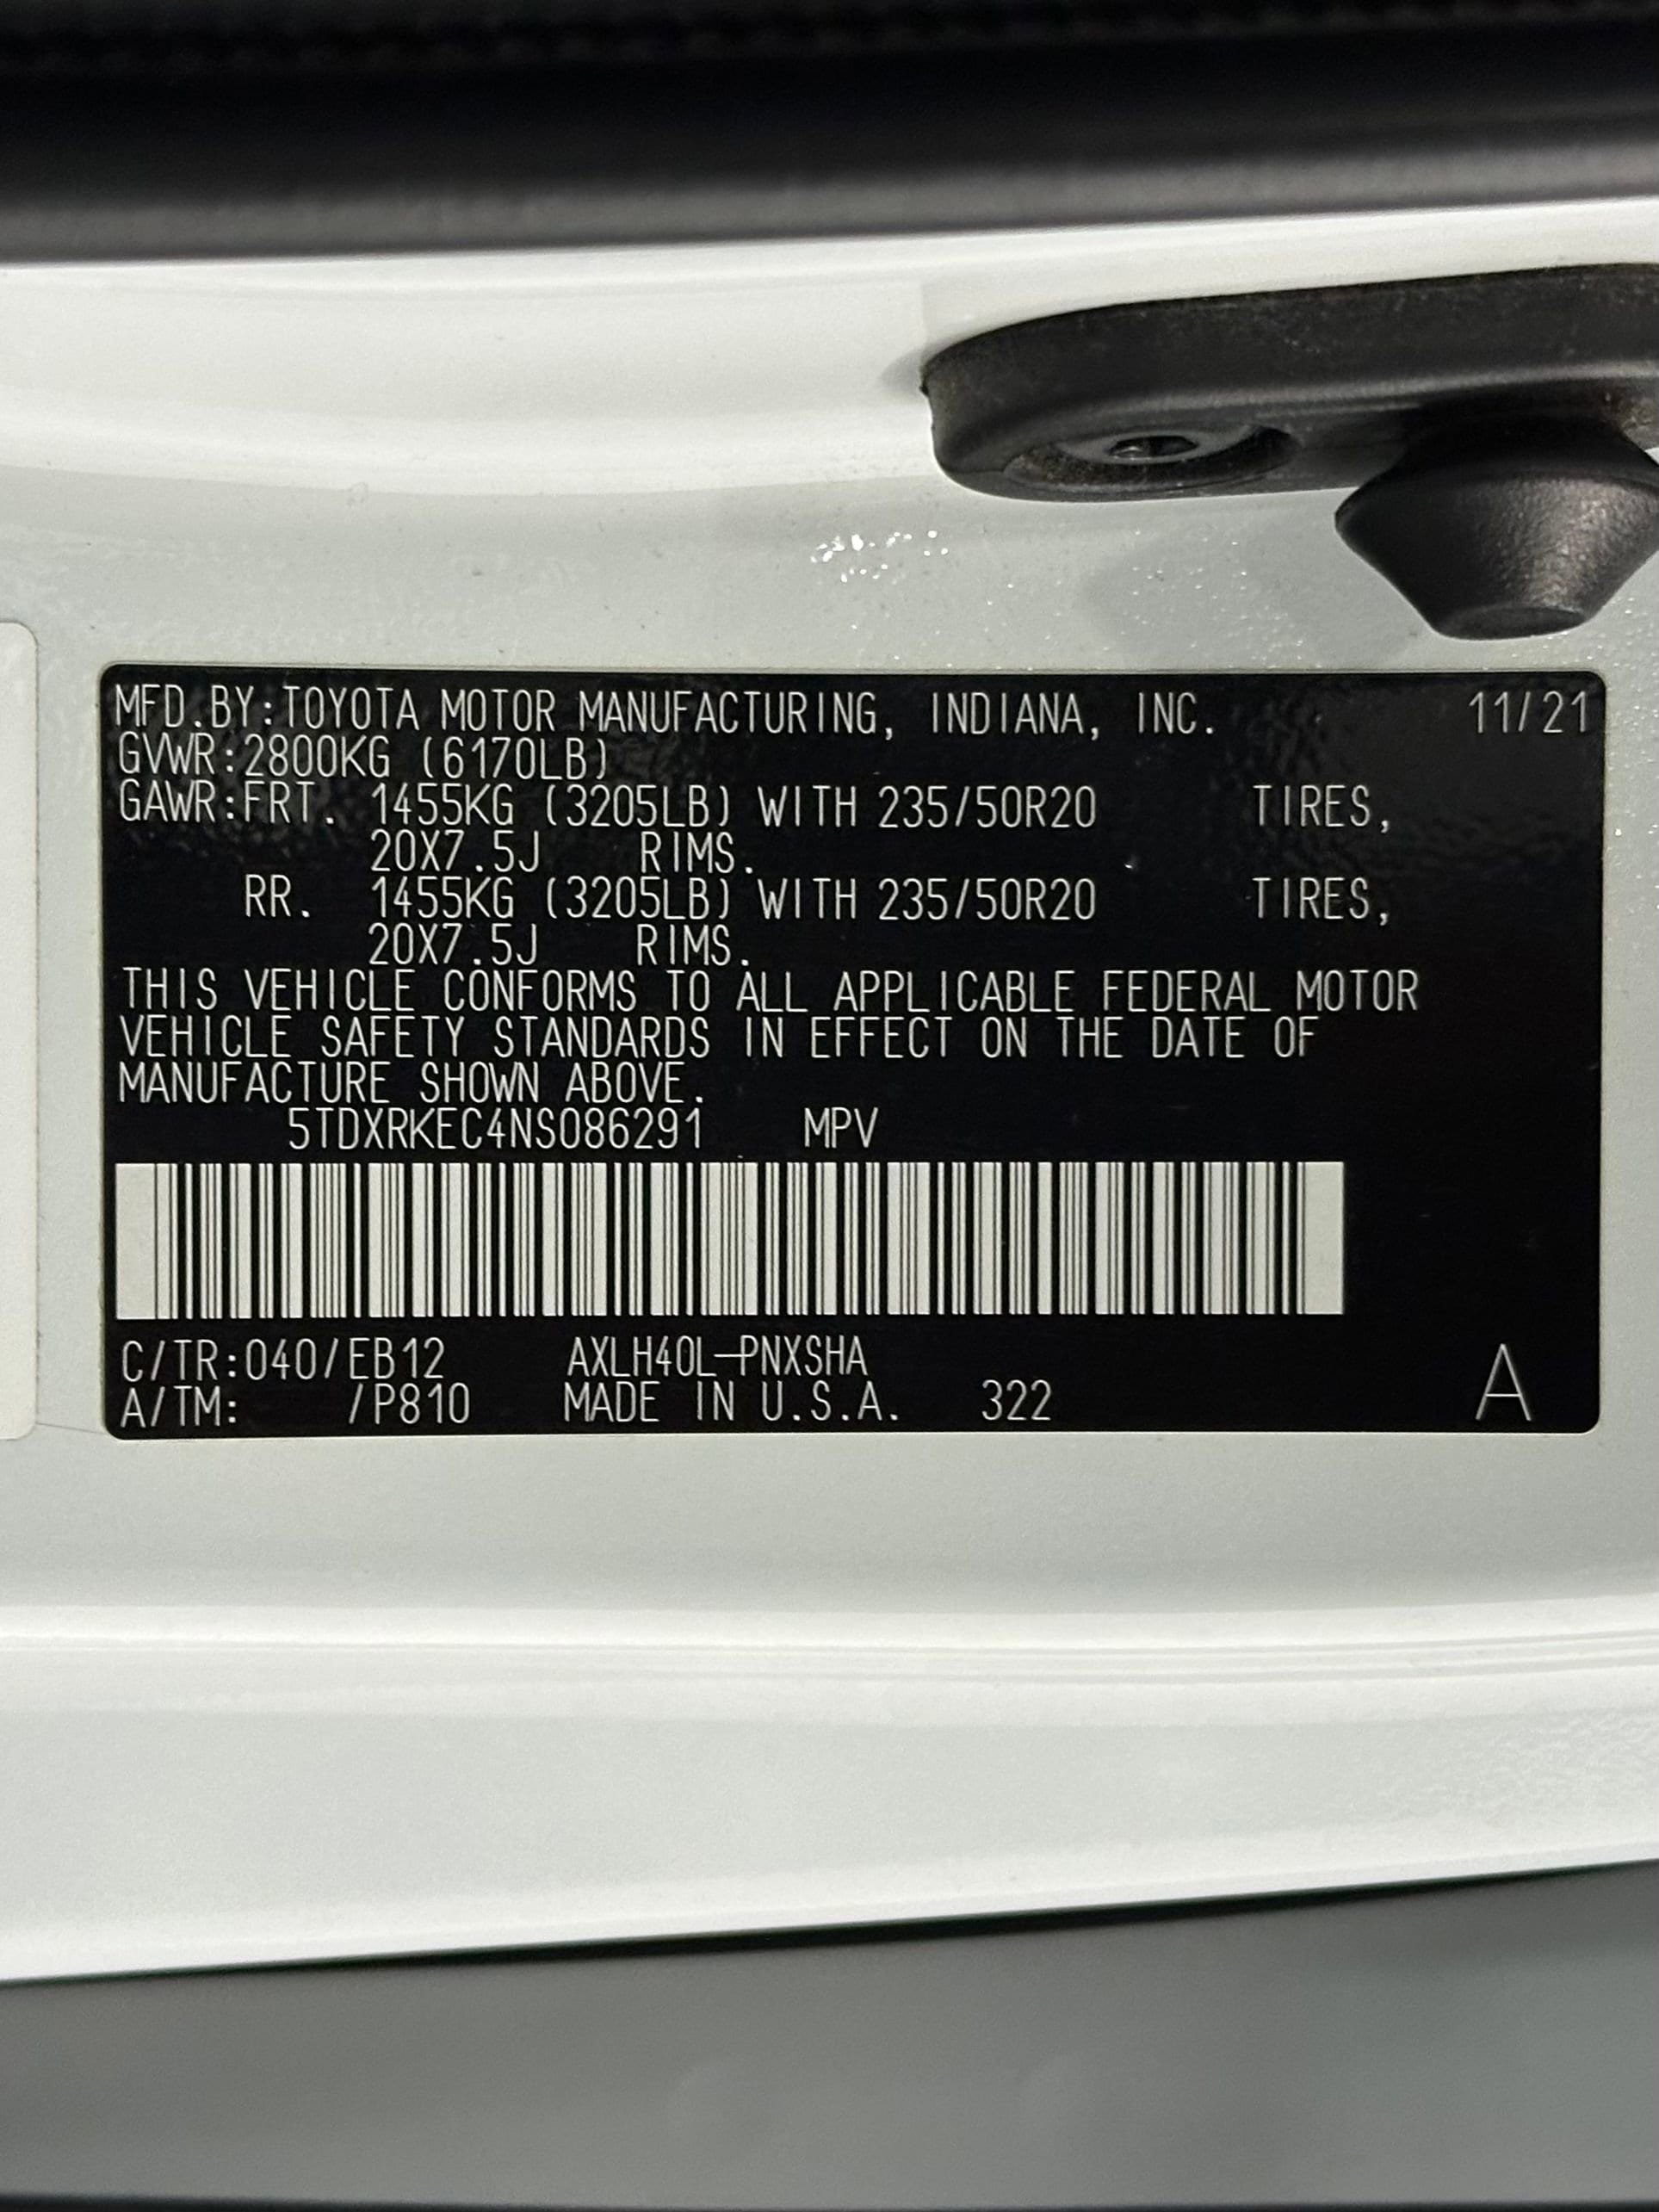 MFD.BY:TOYOTA MOTOR MANUFACTURING, INDIANA, INC. 11/21
GVWR:2800KG (6170LB)
GAWR:FRT. 1455KG (3205LB) WITH 235/50R20 TIRES,
20X7.5J RIMS.
RR. 1455KG (3205LB) WITH 235/50R20 TIRES,
20X7.5J RIMS.
THIS VEHICLE CONFORMS TO ALL APPLICABLE FEDERAL MOTOR
VEHICLE SAFETY STANDARDS IN EFFECT ON THE DATE OF
MANUFACTURE SHOWN ABOVE.
5TDXRKEC4NS086291 MPV
C/TR:040/EB12 AXLH40L-PNXSHA
A/TM: /P810 MADE IN U.S.A. 322 A